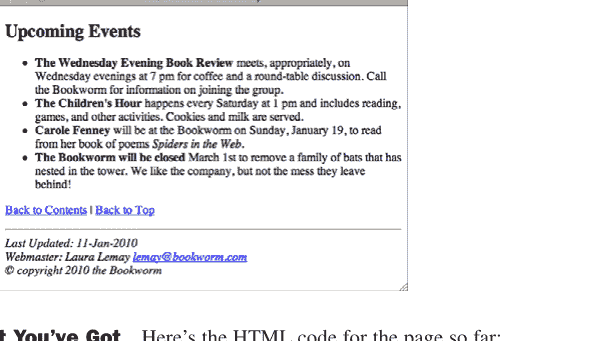 Upcoming Events
• The Wednesday Evening Book Review meets, appropriately, on
Wednesday evenings at 7 pm for coffee and a round-table discussion. Call
the Bookworm for information on joining the group.
• The Children's Hour happens every Saturday at 1 pm and includes reading,
games, and other activities. Cookies and milk are served.
• Carole Fenney will be at the Bookworm on Sunday, January 19, to read
from her book of poems Spiders in the Web.
• The Bookworm will be closed March 1st to remove a family of bats that has
nested in the tower. We like the company, but not the mess they leave
behind!
Back to Contents | Back to Top
Last Updated: 11-Jan-2010
Webmaster: Laura Lemay lemay@bookworm.com
© copyright 2010 the Bookworm
t You've Got Here's the HTML code for the page so far: